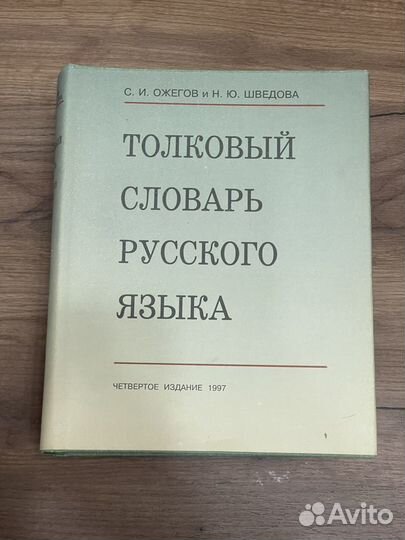 С. И. ОЖЕГОВ и Н. Ю. ШВЕДОВА
ТОЛКОВЫЙ
СЛОВАРЬ
РУССКОГО
ЯЗЫКА
ЧЕТВЕРТОЕ ИЗДАНИЕ 1997
Avito